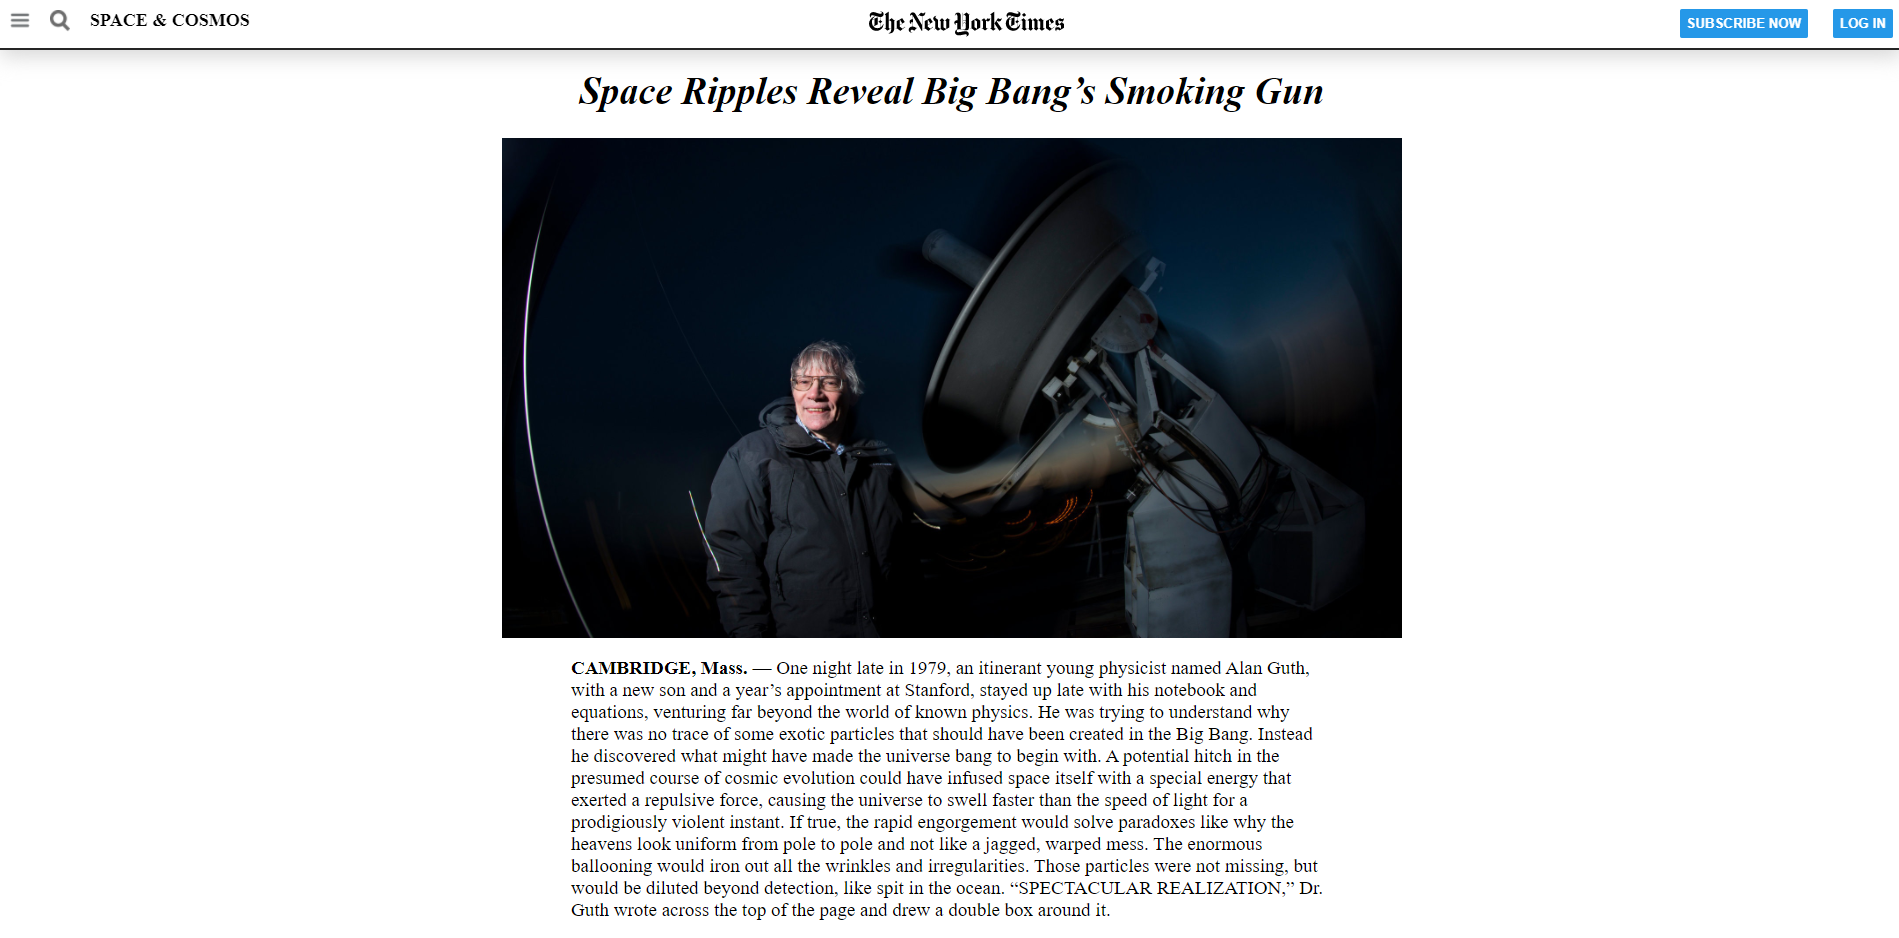 SPACE & COSMOS
The New York Times
SUBSCRIBE NOW
LOG IN
Space Ripples Reveal Big Bang’s Smoking Gun
CAMBRIDGE, Mass. — One night late in 1979, an itinerant young physicist named Alan Guth,
with a new son and a year’s appointment at Stanford, stayed up late with his notebook and
equations, venturing far beyond the world of known physics. He was trying to understand why
there was no trace of some exotic particles that should have been created in the Big Bang. Instead
he discovered what might have made the universe bang to begin with. A potential hitch in the
presumed course of cosmic evolution could have infused space itself with a special energy that
exerted a repulsive force, causing the universe to swell faster than the speed of light for a
prodigiously violent instant. If true, the rapid engorgement would solve paradoxes like why the
heavens look uniform from pole to pole and not like a jagged, warped mess. The enormous
ballooning would iron out all the wrinkles and irregularities. Those particles were not missing, but
would be diluted beyond detection, like spit in the ocean. “SPECTACULAR REALIZATION,” Dr.
Guth wrote across the top of the page and drew a double box around it.